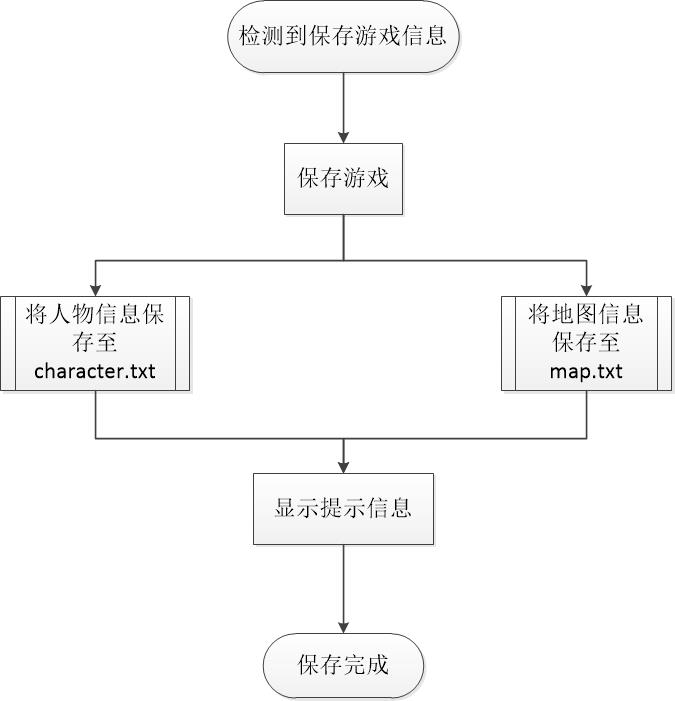 检测到保存游戏信息
保存游戏
将人物信息保
存至
character.txt
将地图信息
保存至
map.txt
显示提示信息
保存完成